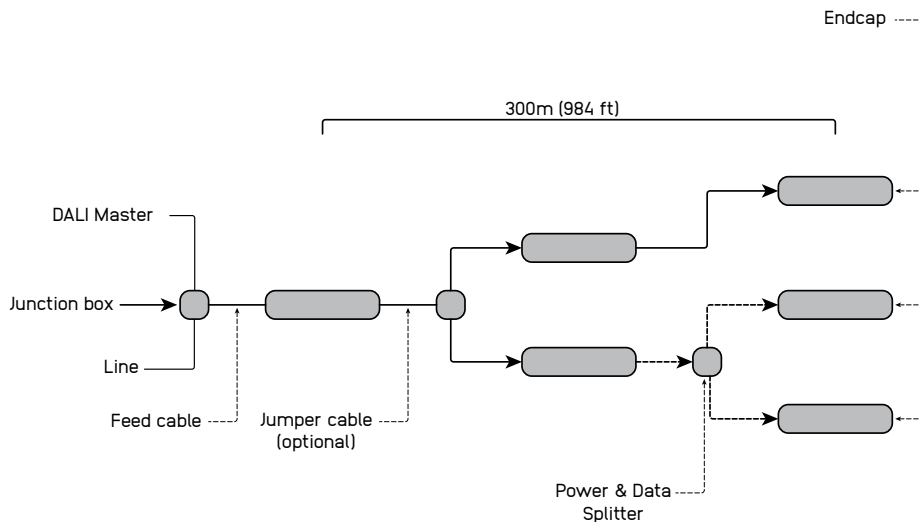 Endcap
300m (984 ft)
DALI Master
Junction box
Line
Feed cable
Jumper cable
(optional)
Power & Data
Splitter